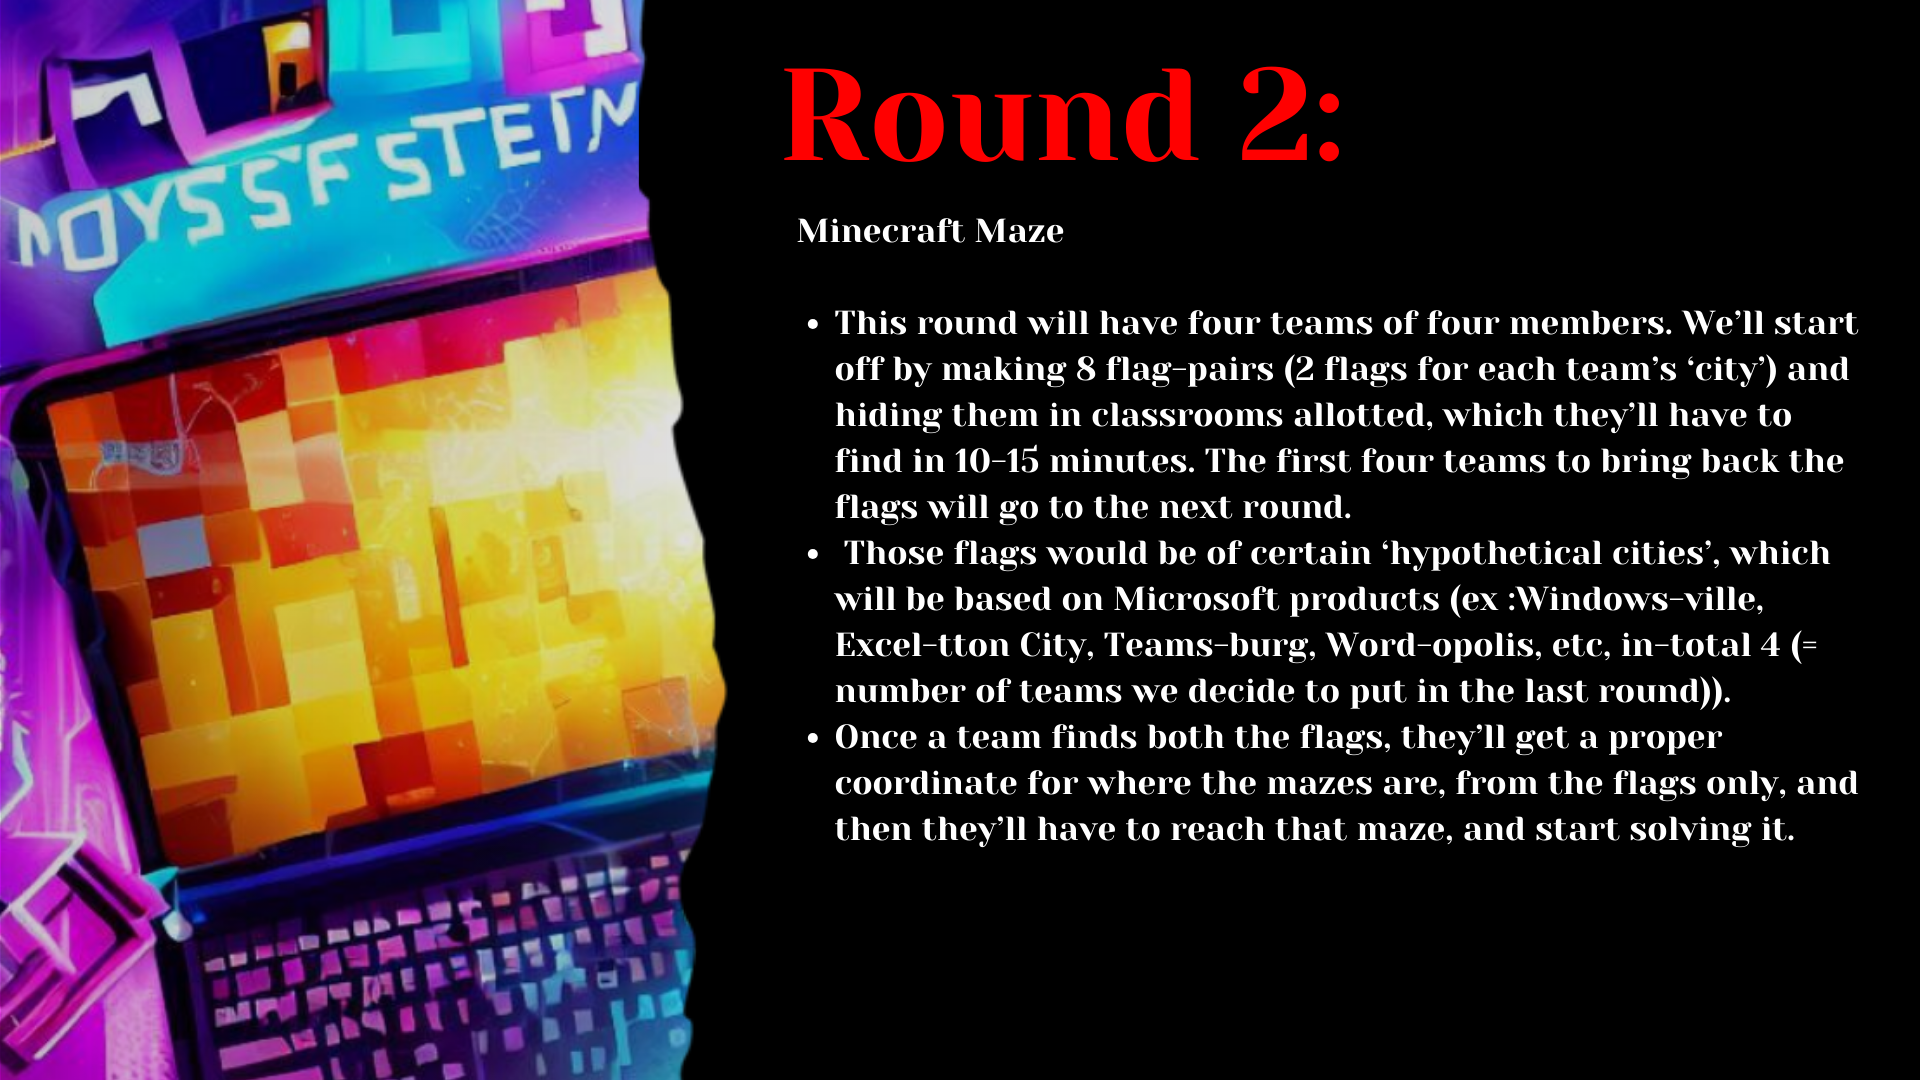 Round 2:
Minecraft Maze
• This round will have four teams of four members. We’ll start
off by making 8 flag-pairs (2 flags for each team’s ‘city’) and
hiding them in classrooms allotted, which they’ll have to
find in 10-15 minutes. The first four teams to bring back the
flags will go to the next round.
• Those flags would be of certain ‘hypothetical cities’, which
will be based on Microsoft products (ex :Windows-ville,
Excel-tton City, Teams-burg, Word-opolis, etc, in-total 4 (=
number of teams we decide to put in the last round)).
• Once a team finds both the flags, they’ll get a proper
coordinate for where the mazes are, from the flags only, and
then they’ll have to reach that maze, and start solving it.